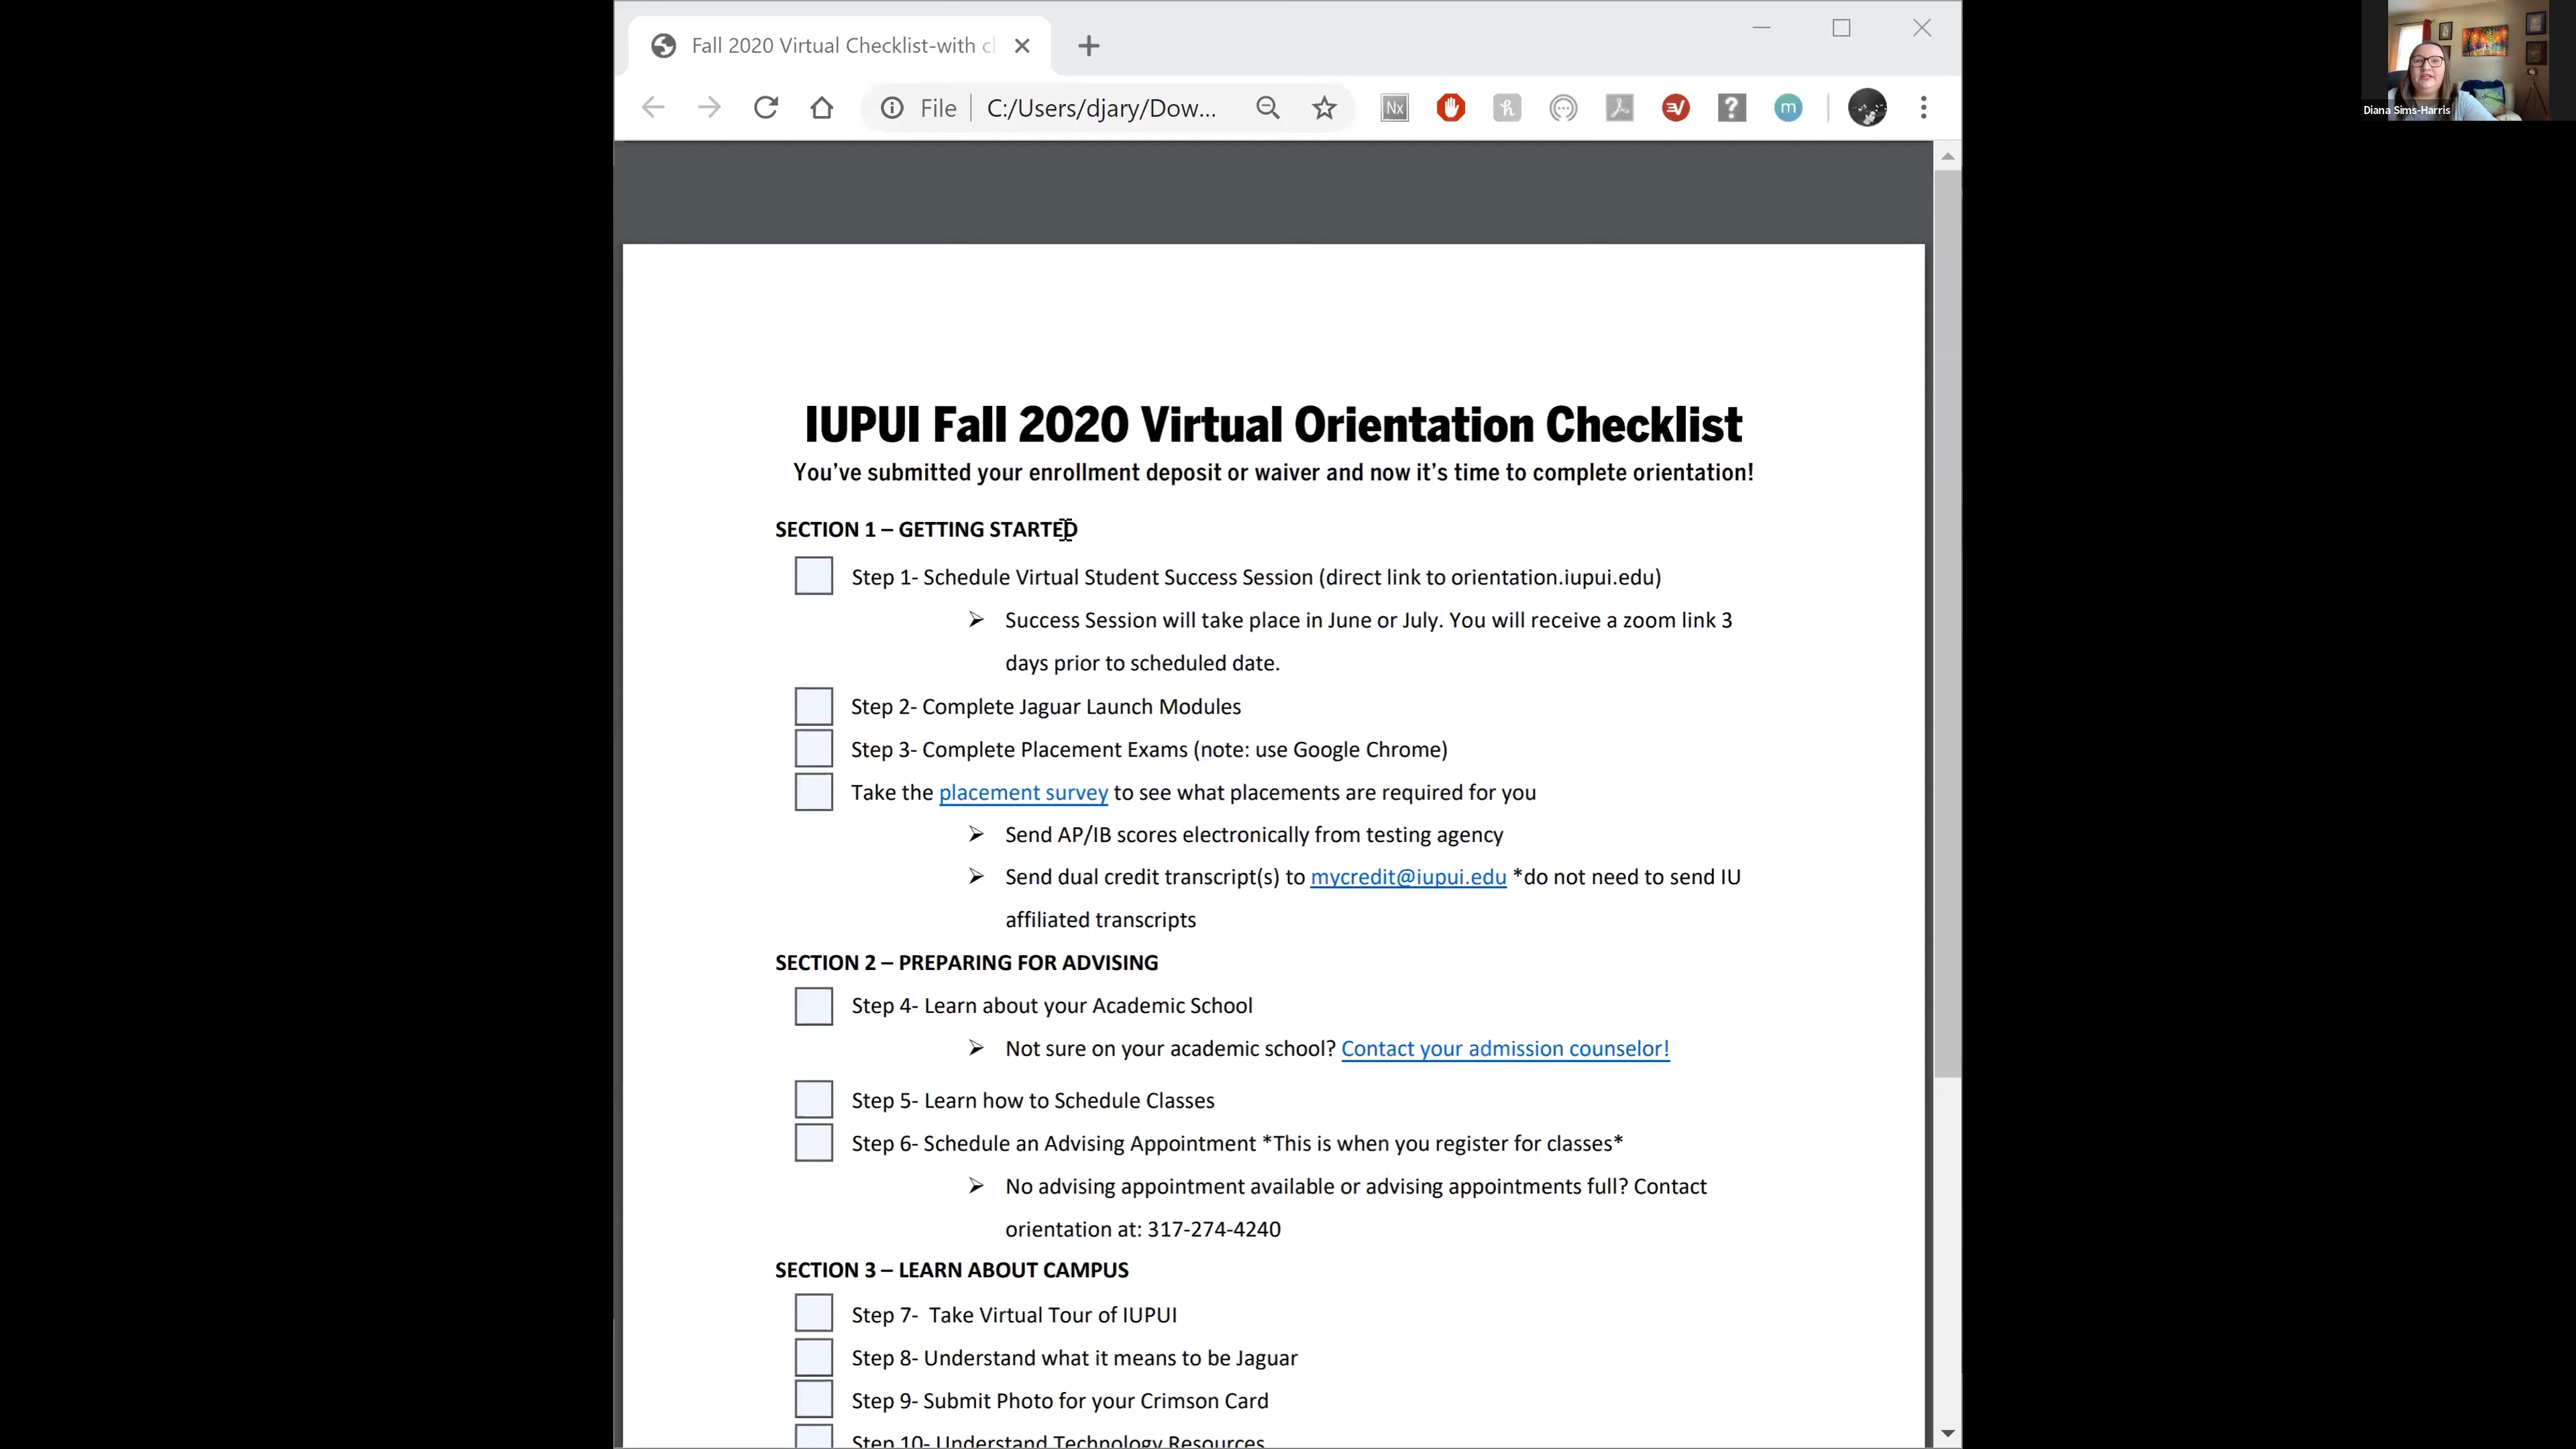 Fall 2020 Virtual Checklist-with
File
C:/Users/djary/Dow...
Nx
h
?
m
Diana Sims-Harris
IUPUI Fall 2020 Virtual Orientation Checklist
You've submitted your enrollment deposit or waiver and now it's time to complete orientation!
SECTION 1 – GETTING STARTED
Step 1- Schedule Virtual Student Success Session (direct link to orientation.iupui.edu)
➢ Success Session will take place in June or July. You will receive a zoom link 3
days prior to scheduled date.
Step 2- Complete Jaguar Launch Modules
Step 3- Complete Placement Exams (note: use Google Chrome)
Take the placement survey to see what placements are required for you
➢ Send AP/IB scores electronically from testing agency
➢ Send dual credit transcript(s) to mycredit@iupui.edu *do not need to send IU
affiliated transcripts
SECTION 2 – PREPARING FOR ADVISING
Step 4- Learn about your Academic School
➢ Not sure on your academic school? Contact your admission counselor!
Step 5- Learn how to Schedule Classes
Step 6- Schedule an Advising Appointment *This is when you register for classes*
➢ No advising appointment available or advising appointments full? Contact
orientation at: 317-274-4240
SECTION 3 – LEARN ABOUT CAMPUS
Step 7- Take Virtual Tour of IUPUI
Step 8- Understand what it means to be Jaguar
Step 9- Submit Photo for your Crimson Card
Step 10- Understand Technology Resources